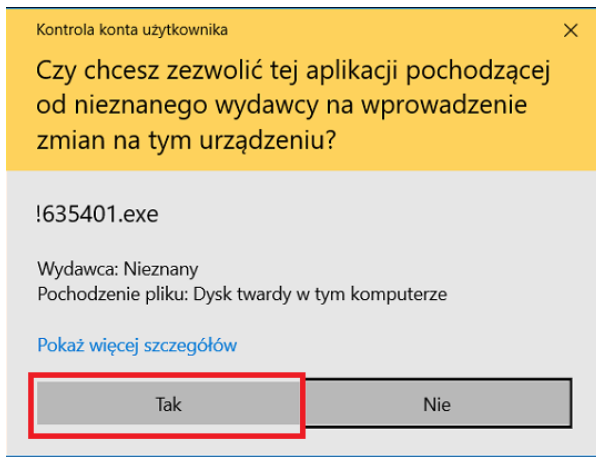 Kontrola konta użytkownika
Czy chcesz zezwolić tej aplikacji pochodzącej
od nieznanego wydawcy na wprowadzenie
zmian na tym urządzeniu?
!635401.exe
Wydawca: Nieznany
Pochodzenie pliku: Dysk twardy w tym komputerze
Pokaż więcej szczegółów
Tak
Nie